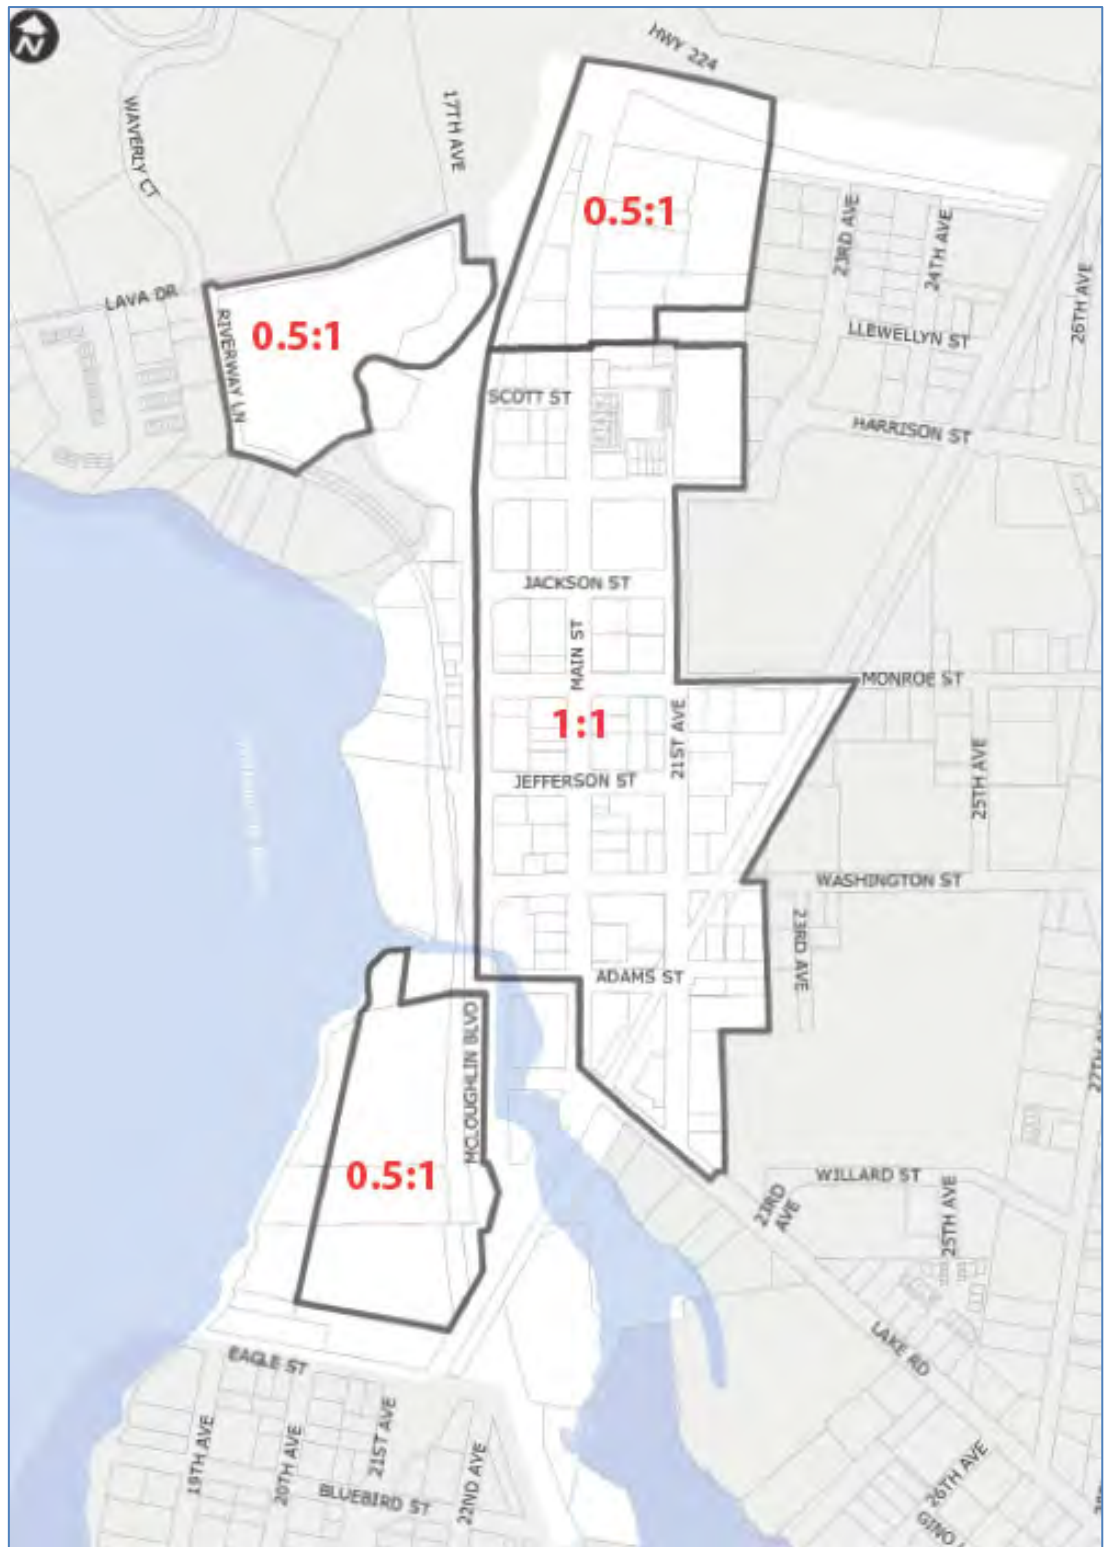 N
HWY 224
WAVERLY CT
17TH AVE
0.5:1
23RD AVE
24TH AVE
26TH AVE
LAVA DR
RIVERWAY LN
0.5:1
LLEWELLYN ST
SCOTT ST
HARRISON ST
JACKSON ST
MAIN ST
MONROE ST
1:1
21ST AVE
25TH AVE
JEFFERSON ST
WASHINGTON ST
23RD AVE
ADAMS ST
MCLOUGHLIN BLVD
27TH AVE
0.5:1
WILLARD ST
23RD
AVE
25TH AVE
LAKE RD
EAGLE ST
19TH AVE
20TH AVE
21ST AVE
22ND AVE
BLUEBIRD ST
26TH AVE
GINO